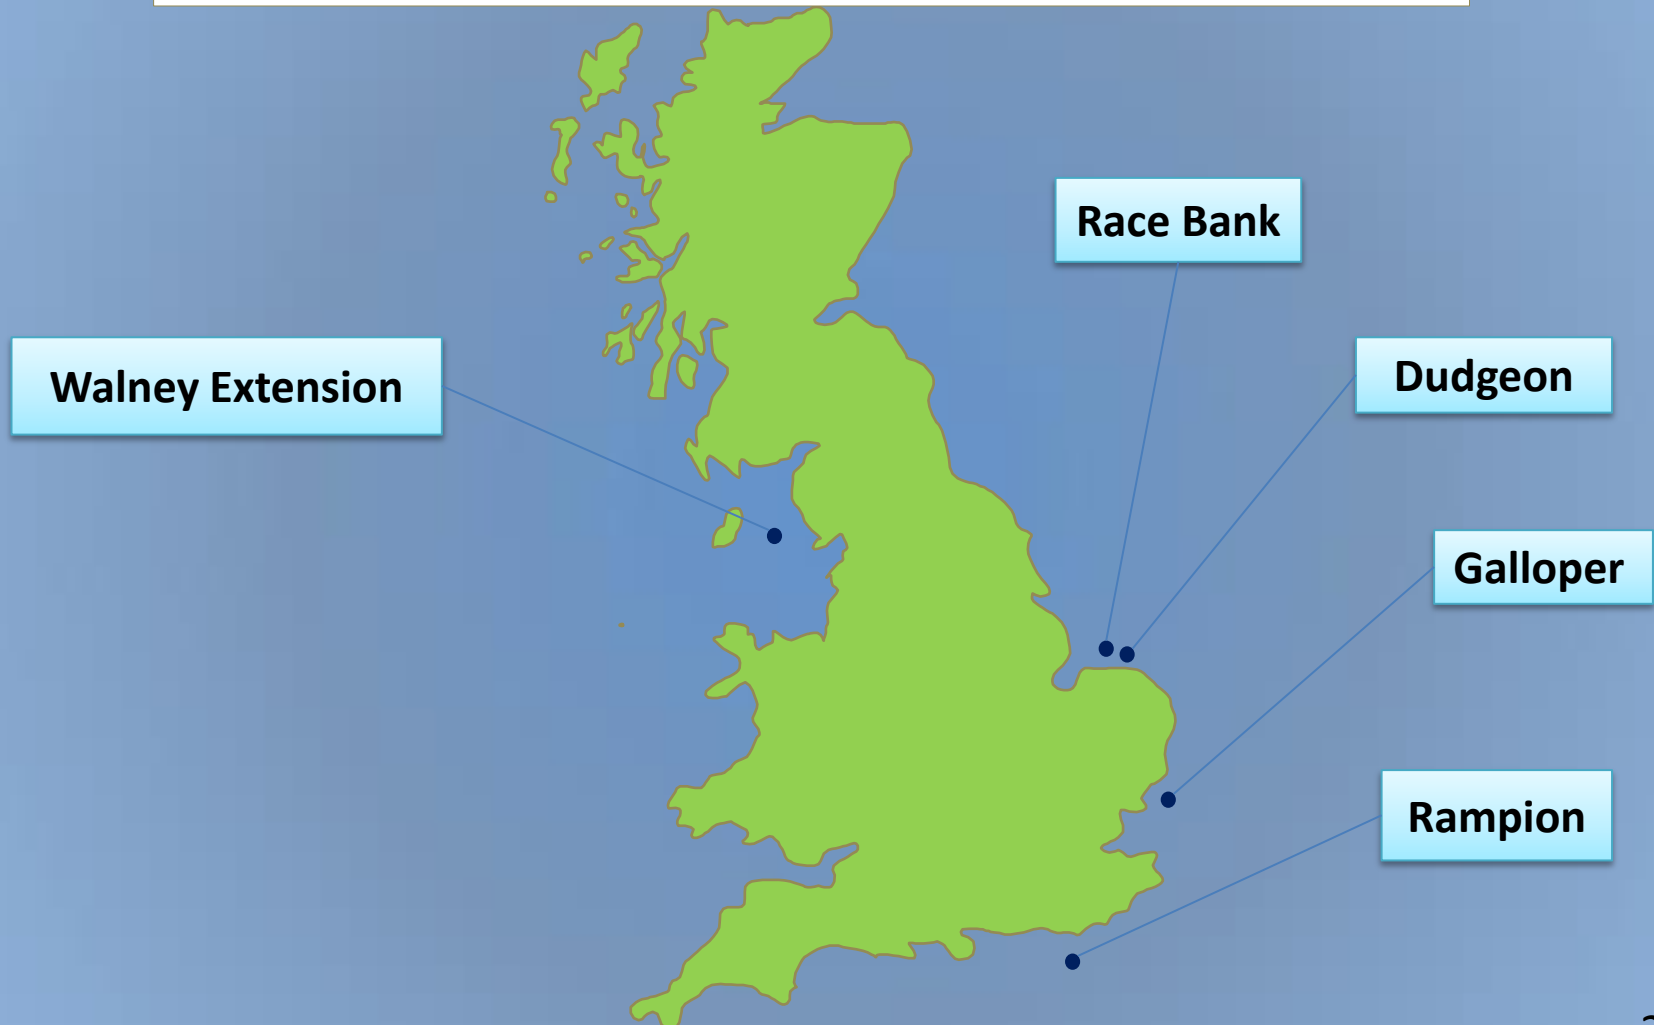 Race Bank
Walney Extension
Dudgeon
Galloper
Rampion